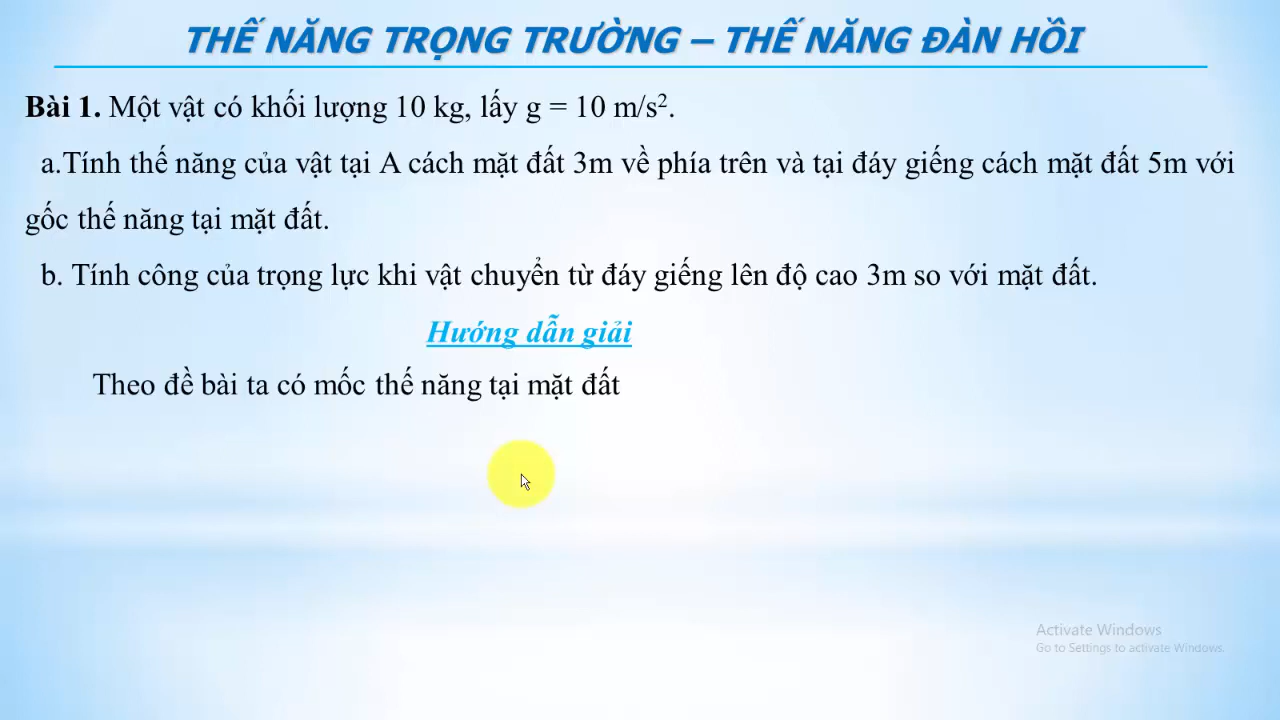 THẾ NĂNG TRỌNG TRƯỜNG – THẾ NĂNG ĐÀN HỒI
Bài 1. Một vật có khối lượng 10 kg, lấy g = 10 m/s².
a.Tính thế năng của vật tại A cách mặt đất 3m về phía trên và tại đáy giếng cách mặt đất 5m với
gốc thế năng tại mặt đất.
b. Tính công của trọng lực khi vật chuyển từ đáy giếng lên độ cao 3m so với mặt đất.
Hướng dẫn giải
Theo đề bài ta có mốc thế năng tại mặt đất
Activate Windows
Go to Settings to activate Windows.